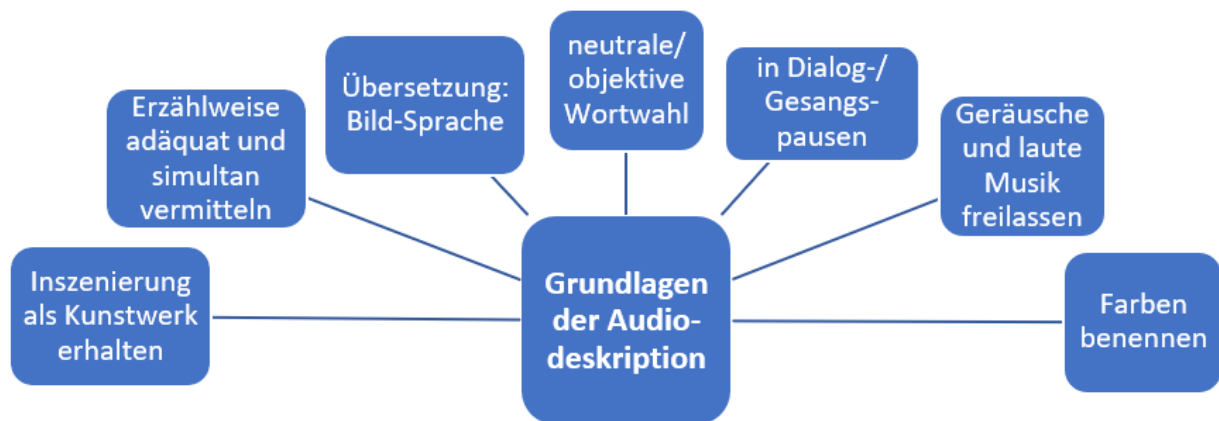 Inszenierung
als Kunstwerk
erhalten
Erzählweise
adäquat und
simultan
vermitteln
Übersetzung:
Bild-Sprache
neutrale/
objektive
Wortwahl
in Dialog-/
Gesangs-
pausen
Geräusche
und laute
Musik
freilassen
Farben
benennen
Grundlagen
der Audio-
deskription